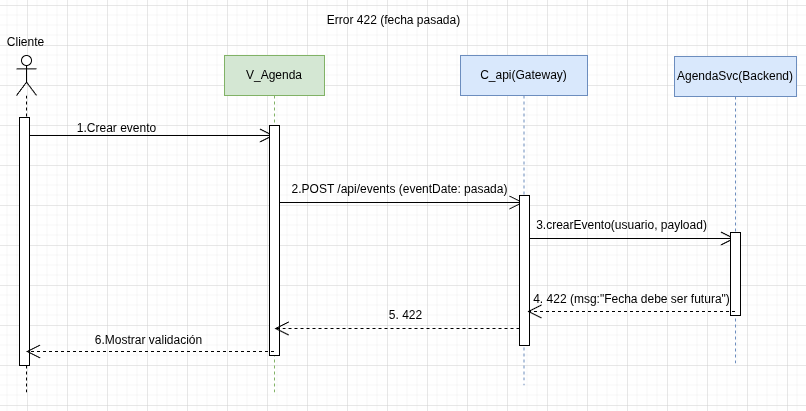 Error 422 (fecha pasada)
Cliente
V_Agenda
C_api(Gateway)
AgendaSvc(Backend)
1.Crear evento
2.POST /api/events (eventDate: pasada)
3.crearEvento(usuario, payload)
4. 422 (msg:"Fecha debe ser futura")
5. 422
6.Mostrar validación